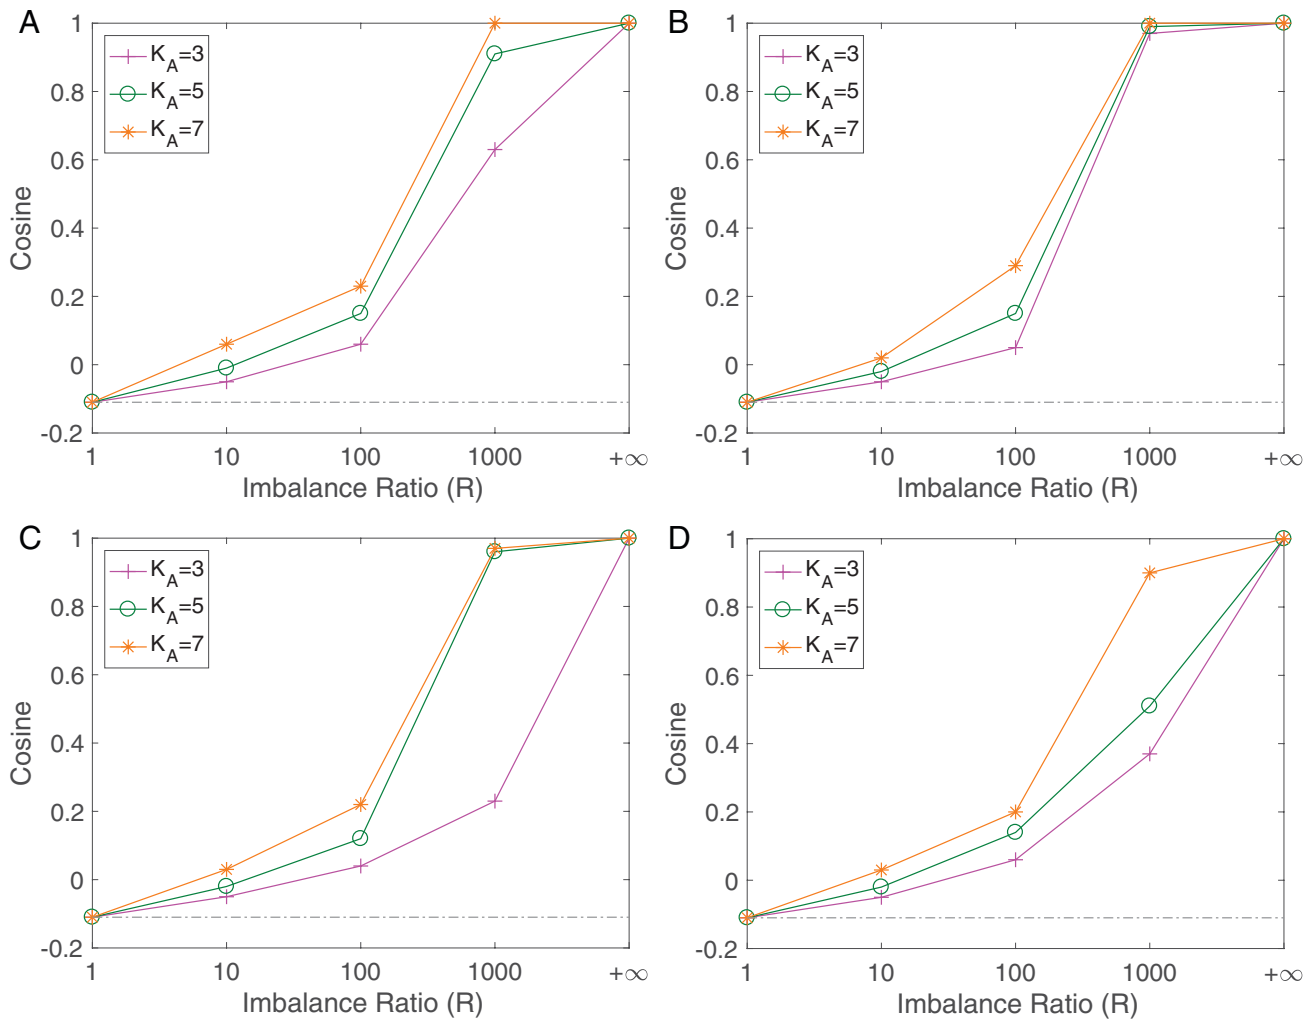 A
K_A=3
K_A=5
K_A=7
1
0.8
0.6
0.4
0.2
0
-0.2
Cosine
1 10 100 1000 +∞
Imbalance Ratio (R)
B
K_A=3
K_A=5
K_A=7
1
0.8
0.6
0.4
0.2
0
-0.2
Cosine
1 10 100 1000 +∞
Imbalance Ratio (R)
C
K_A=3
K_A=5
K_A=7
1
0.8
0.6
0.4
0.2
0
-0.2
Cosine
1 10 100 1000 +∞
Imbalance Ratio (R)
D
K_A=3
K_A=5
K_A=7
1
0.8
0.6
0.4
0.2
0
-0.2
Cosine
1 10 100 1000 +∞
Imbalance Ratio (R)